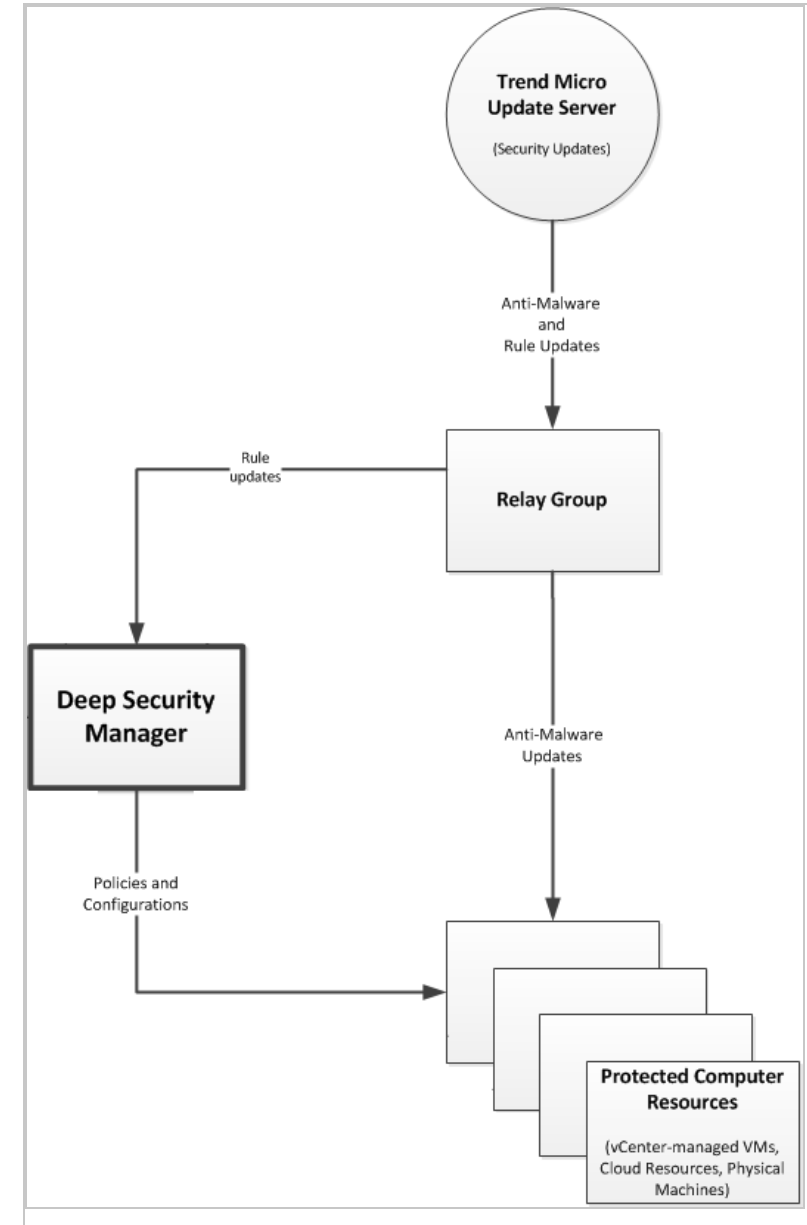 Trend Micro
Update Server
(Security Updates)
Anti-Malware
and
Rule Updates
Rule
updates
Relay Group
Deep Security
Manager
Anti-Malware
Updates
Policies and
Configurations
Protected Computer
Resources
(vCenter-managed VMs,
Cloud Resources, Physical
Machines)